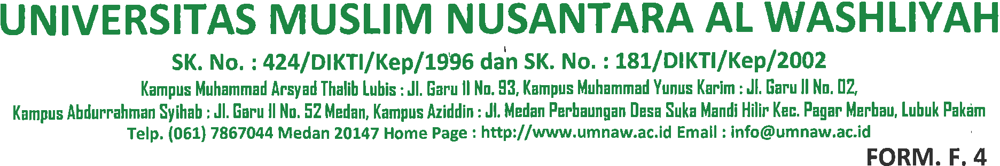 UNIVERSITAS MUSLIM NUSANTARA AL WASHLIYAH
SK. No. : 424/DIKTI/Kep/1996 dan SK. No. : 181/DIKTI/Kep/2002
Kampus Muhammad Arsyad Thalib Lubis : Jl. Garu II No. 93, Kampus Muhammad Yunus Karim : Jl. Garu II No. 02,
Kampus Abdurrahman Syihab : Jl. Garu II No. 52 Medan, Kampus Aziddin : Jl. Medan Perbaungan Desa Suka Mandi Hilir Kec. Pagar Merbau, Lubuk Pakam
Telp. (061) 7867044 Medan 20147 Home Page : http://www.umnaw.ac.id Email : info@umnaw.ac.id
FORM. F. 4